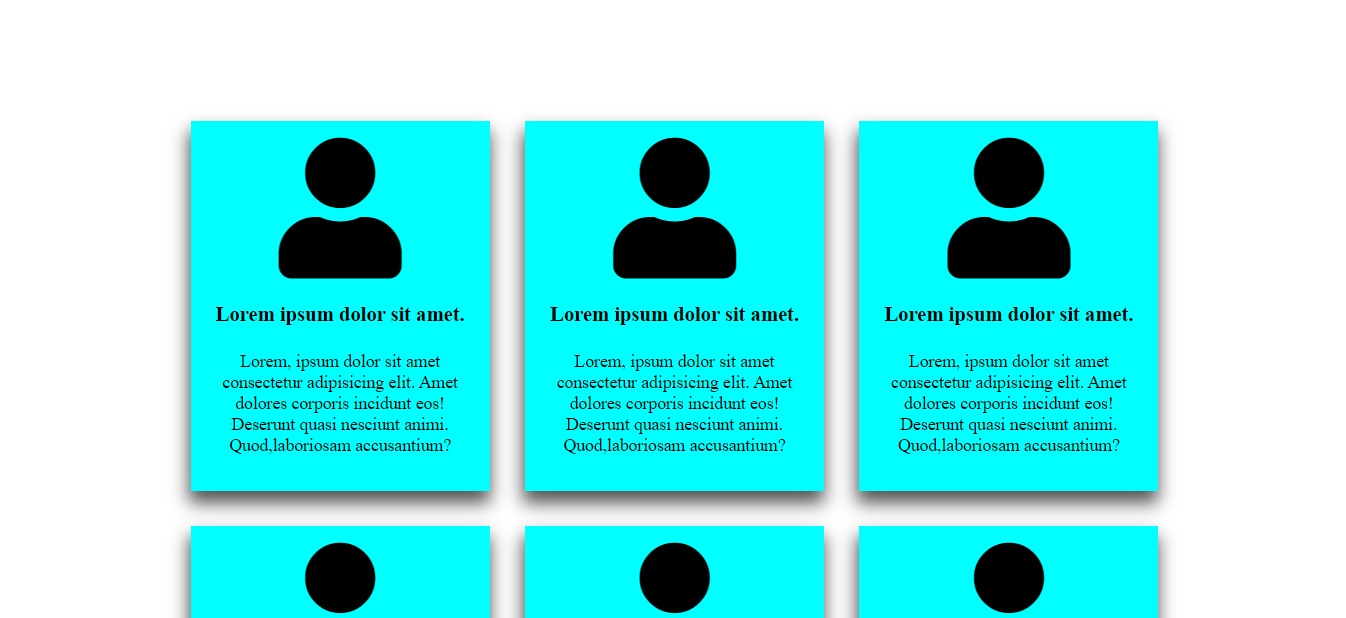 Lorem ipsum dolor sit amet.
Lorem, ipsum dolor sit amet
consectetur adipisicing elit. Amet
dolores corporis incidunt eos!
Deserunt quasi nesciunt animi.
Quod,laboriosam accusantium?
Lorem ipsum dolor sit amet.
Lorem, ipsum dolor sit amet
consectetur adipisicing elit. Amet
dolores corporis incidunt eos!
Deserunt quasi nesciunt animi.
Quod,laboriosam accusantium?
Lorem ipsum dolor sit amet.
Lorem, ipsum dolor sit amet
consectetur adipisicing elit. Amet
dolores corporis incidunt eos!
Deserunt quasi nesciunt animi.
Quod,laboriosam accusantium?